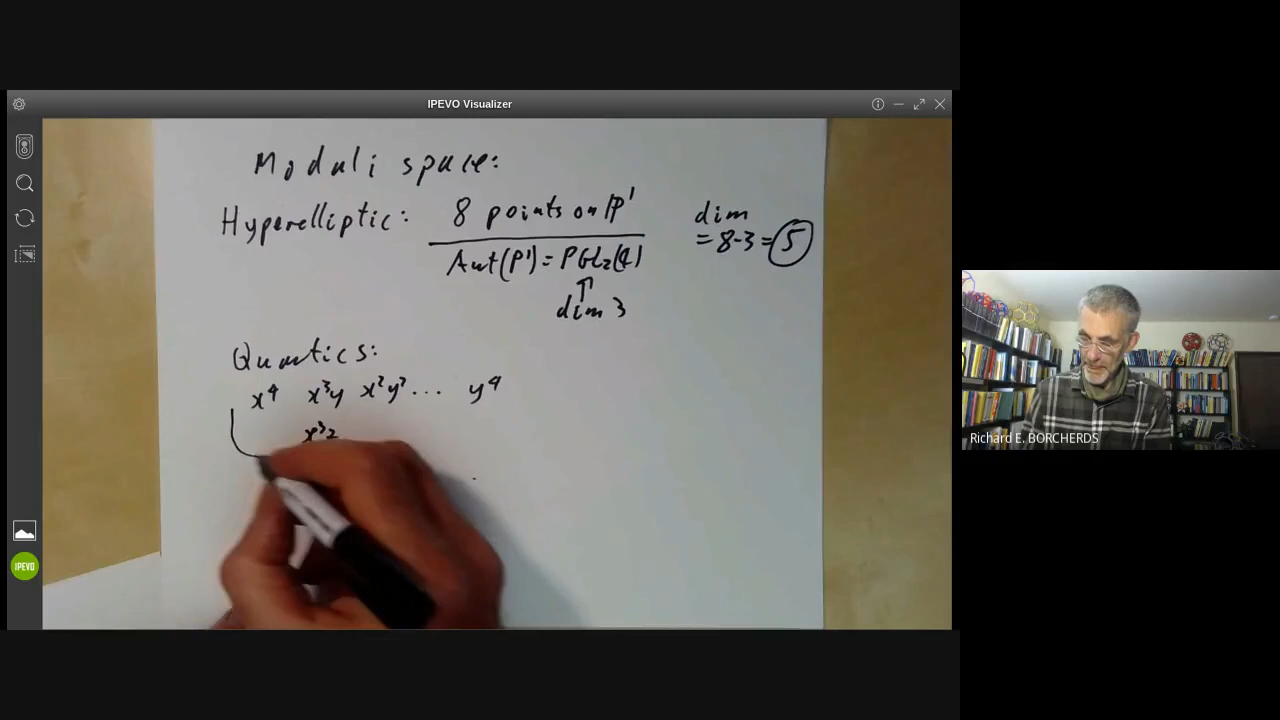 IPEVO Visualizer
Moduli space:
Hyperelliptic: 8 points on P¹
Aut(P¹) = PGL₂(C)
↑
dim 3
dim
= 8-3 = 5
Quartics:
x⁴ x³y x²y² ... y⁴
x³z
IPEVO
Richard E. BORCHERDS